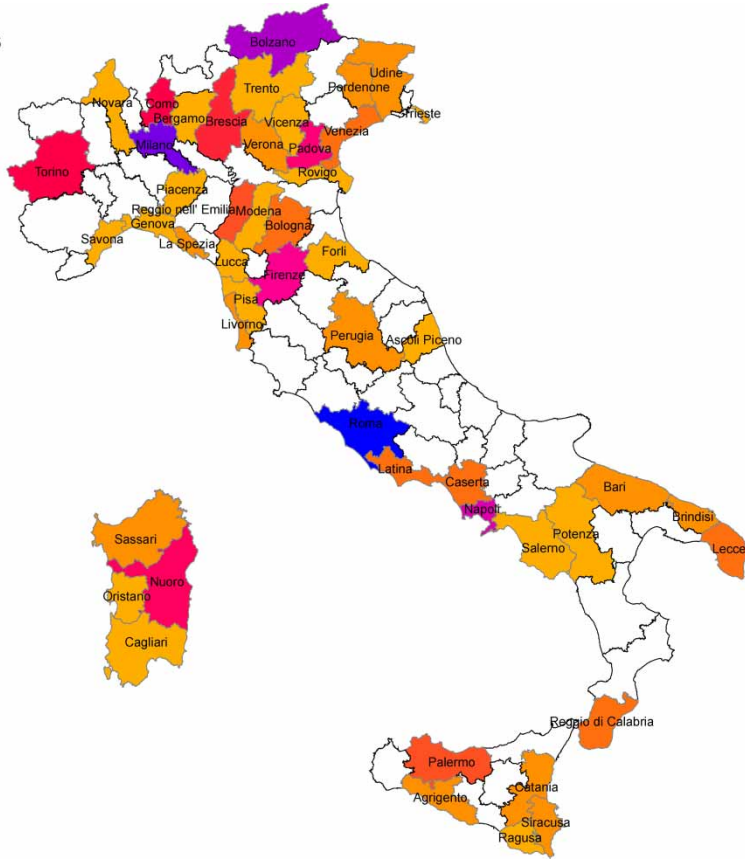 Bolzano
Udine
Pordenone
Trento
Novara
Como
Bergamo
Brescia
Vicenza
Venezia
Milano
Verona
Padova
Torino
Rovigo
Piacenza
Reggio nell' Emilia
Modena
Genova
Bologna
Savona
La Spezia
Forlì
Lucca
Firenze
Pisa
Livorno
Perugia
Ascoli Piceno
Roma
Latina
Caserta
Bari
Napoli
Brindisi
Potenza
Sassari
Salerno
Lecce
Nuoro
Oristano
Cagliari
Reggio di Calabria
Palermo
Catania
Agrigento
Siracusa
Ragusa